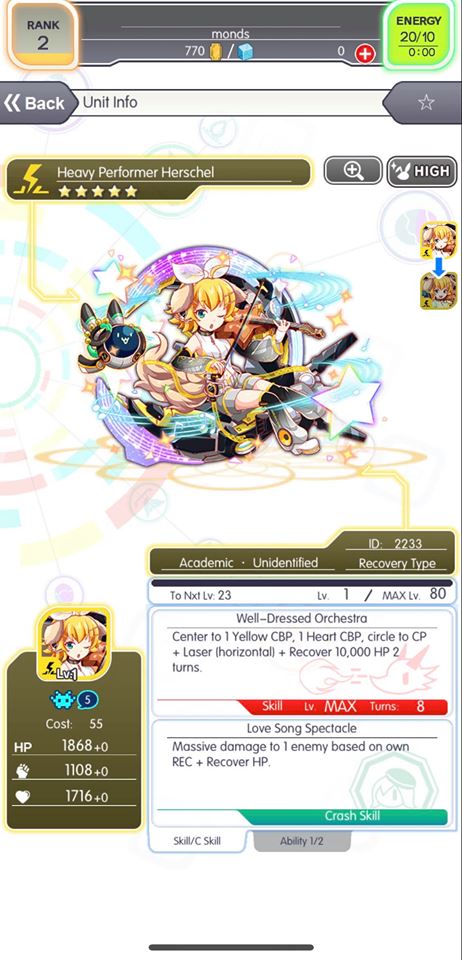 RANK
2
monds
770 / 0
ENERGY
20/10
0:00
Back
Unit Info
Heavy Performer Herschel
HIGH
ID: 2233
Academic · Unidentified
Recovery Type
To Nxt Lv: 23
Lv. 1 / MAX Lv. 80
Well-Dressed Orchestra
Center to 1 Yellow CBP, 1 Heart CBP, circle to CP
+ Laser (horizontal) + Recover 10,000 HP 2
turns.
Skill Lv. MAX Turns: 8
Love Song Spectacle
Massive damage to 1 enemy based on own
REC + Recover HP.
Crash Skill
Skill/C Skill
Ability 1/2
Lv.1
5
Cost: 55
HP 1868+0
1108+0
1716+0